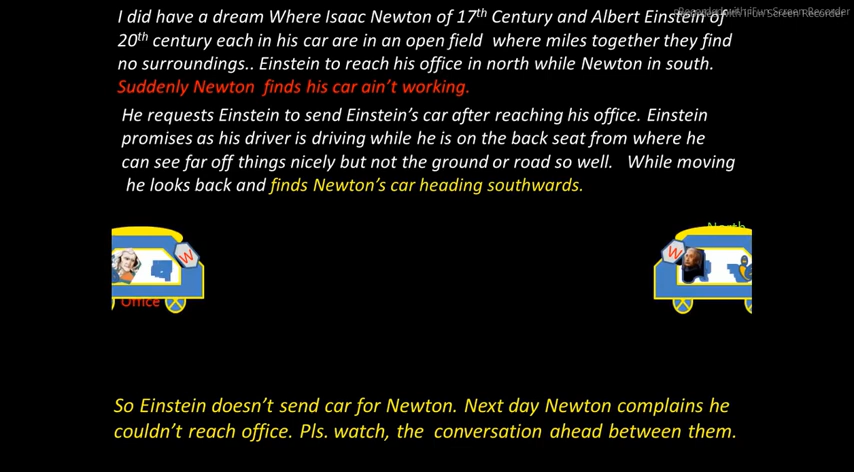 I did have a dream Where Isaac Newton of 17th Century and Albert Einstein of
20th century each in his car are in an open field where miles together they find
no surroundings.. Einstein to reach his office in north while Newton in south.
Suddenly Newton finds his car ain't working.
He requests Einstein to send Einstein's car after reaching his office. Einstein
promises as his driver is driving while he is on the back seat from where he
can see far off things nicely but not the ground or road so well. While moving
he looks back and finds Newton's car heading southwards.
North
W
W
Office
So Einstein doesn't send car for Newton. Next day Newton complains he
couldn't reach office. Pls. watch, the conversation ahead between them.